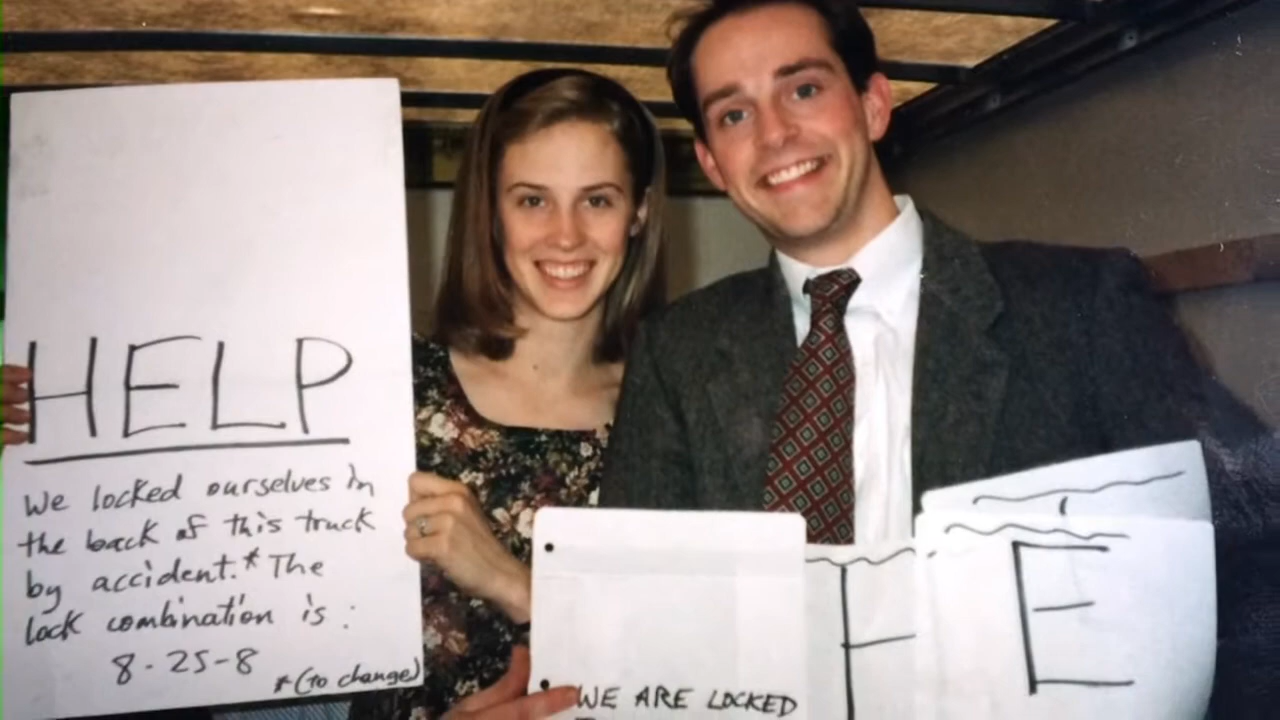 HELP
We locked ourselves in
the back of this truck
by accident.* The
lock combination is:
8-25-8
*(to change)
WE ARE LOCKED
H
E